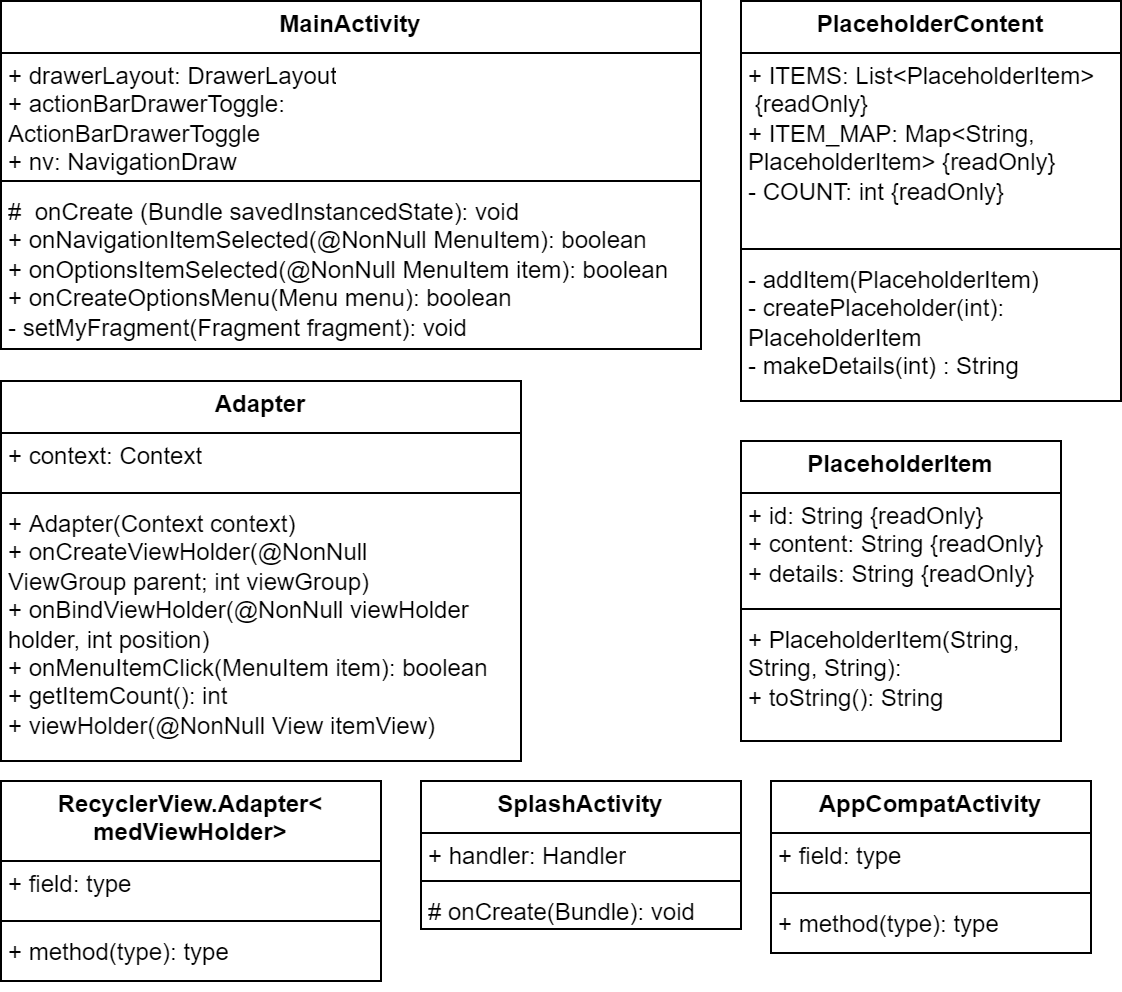 MainActivity
+ drawerLayout: DrawerLayout
+ actionBarDrawerToggle:
ActionBarDrawerToggle
+ nv: NavigationDraw
#  onCreate (Bundle savedInstancedState): void
+ onNavigationItemSelected(@NonNull MenuItem): boolean
+ onOptionsItemSelected(@NonNull MenuItem item): boolean
+ onCreateOptionsMenu(Menu menu): boolean
- setMyFragment(Fragment fragment): void
PlaceholderContent
+ ITEMS: List<PlaceholderItem>
{readOnly}
+ ITEM_MAP: Map<String,
PlaceholderItem> {readOnly}
- COUNT: int {readOnly}
- addItem(PlaceholderItem)
- createPlaceholder(int):
PlaceholderItem
- makeDetails(int) : String
Adapter
+ context: Context
+ Adapter(Context context)
+ onCreateViewHolder(@NonNull
ViewGroup parent; int viewGroup)
+ onBindViewHolder(@NonNull viewHolder
holder, int position)
+ onMenuItemClick(MenuItem item): boolean
+ getItemCount(): int
+ viewHolder(@NonNull View itemView)
PlaceholderItem
+ id: String {readOnly}
+ content: String {readOnly}
+ details: String {readOnly}
+ PlaceholderItem(String,
String, String):
+ toString(): String
RecyclerView.Adapter<
medViewHolder>
+ field: type
+ method(type): type
SplashActivity
+ handler: Handler
# onCreate(Bundle): void
AppCompatActivity
+ field: type
+ method(type): type